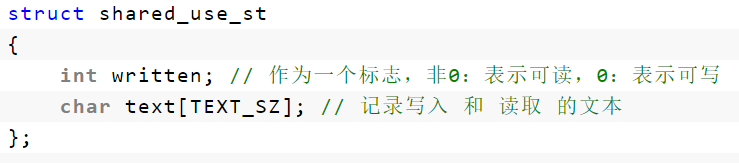 struct shared_use_st
{
    int written; // 作为一个标志，非0：表示可读，0：表示可写
    char text[TEXT_SZ]; // 记录写入 和 读取 的文本
};